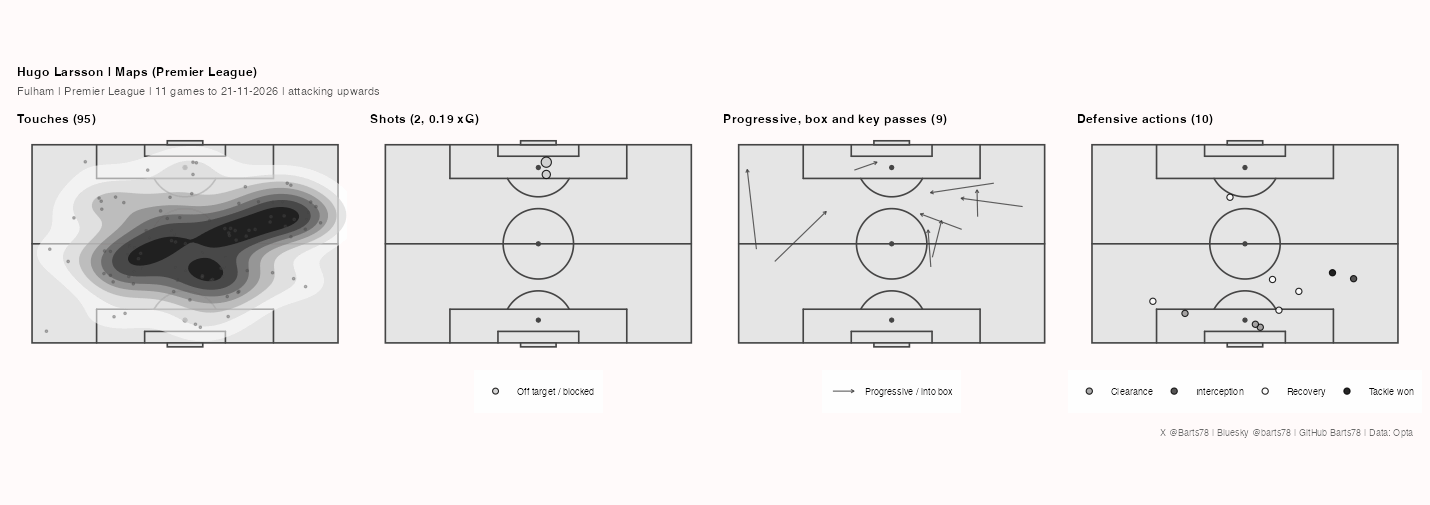 Hugo Larsson | Maps (Premier League)
Fulham | Premier League | 11 games to 21-11-2026 | attacking upwards
Touches (95)
Shots (2, 0.19 xG)
Progressive, box and key passes (9)
Defensive actions (10)
Off target / blocked
Progressive / into box
Clearance
Interception
Recovery
Tackle won
X @Barts78 | Bluesky @barts78 | GitHub Barts78 | Data: Opta